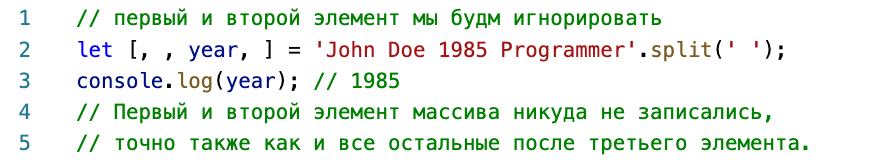 1 // первый и второй элемент мы будм игнорировать
2 let [, , year, ] = 'John Doe 1985 Programmer'.split(' ');
3 console.log(year); // 1985
4 // Первый и второй элемент массива никуда не записались,
5 // точно также как и все остальные после третьего элемента.